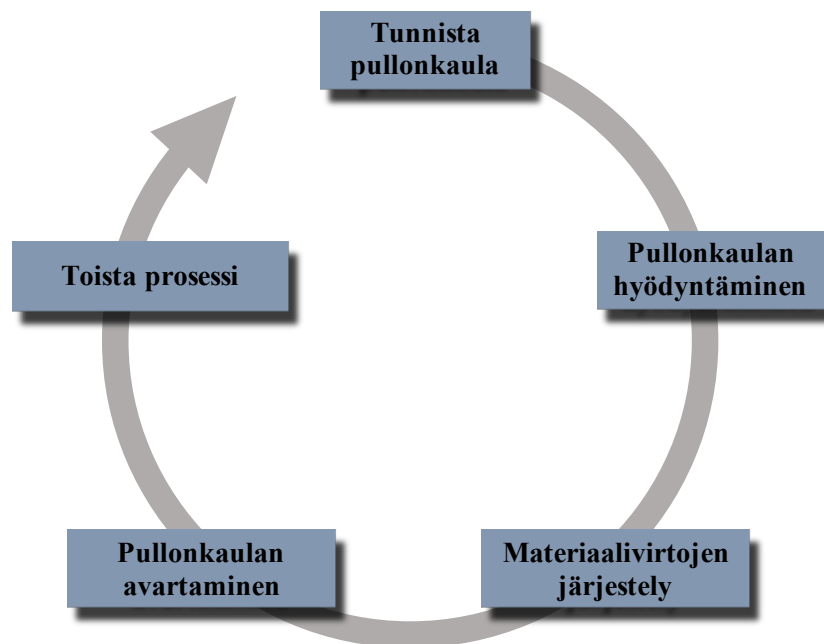 Tunnista
pullonkaula
Pullonkaulan
hyödyntäminen
Materiaalivirtojen
järjestely
Pullonkaulan
avartaminen
Toista prosessi